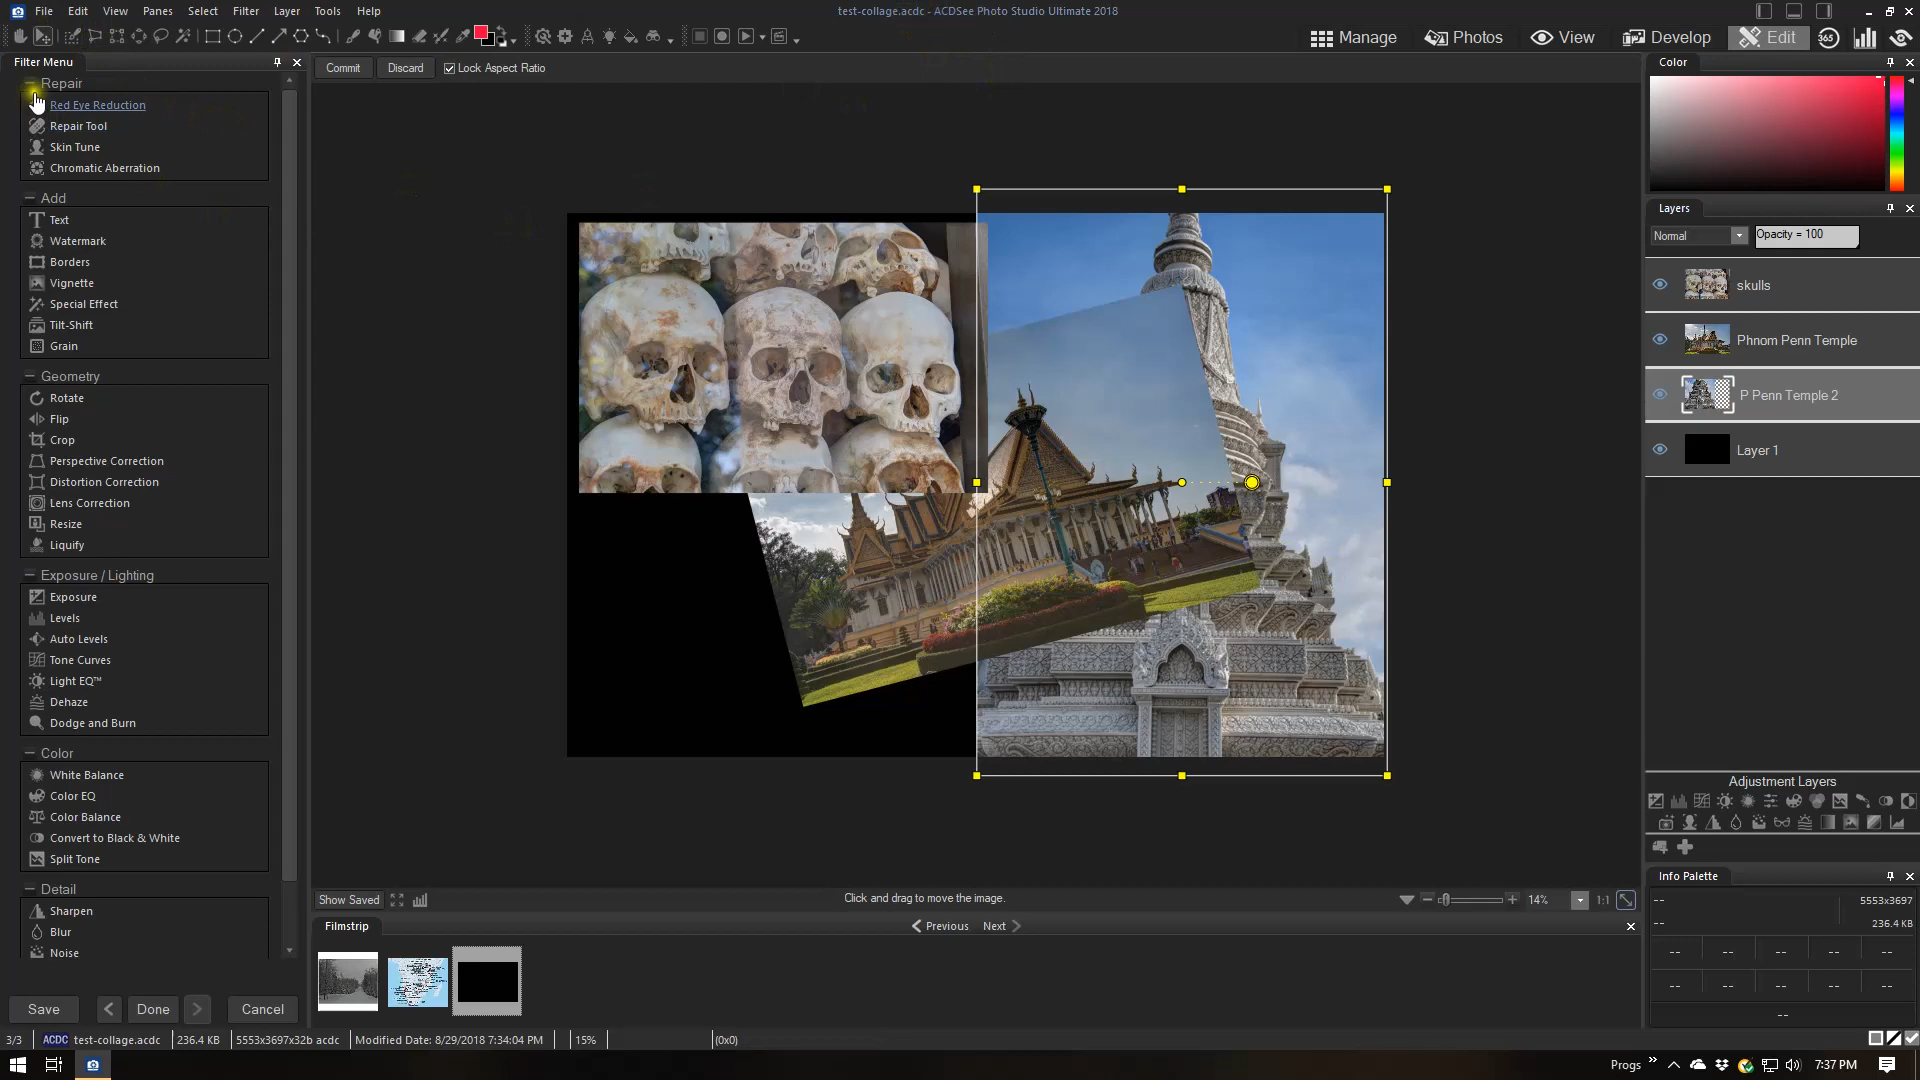 File Edit View Panes Select Filter Layer Tools Help
test-collage.acdc - ACDSee Photo Studio Ultimate 2018
Manage Photos View Develop Edit 365
Filter Menu
Commit Discard Lock Aspect Ratio
Repair
Red Eye Reduction
Repair Tool
Skin Tune
Chromatic Aberration
Add
Text
Watermark
Borders
Vignette
Special Effect
Tilt-Shift
Grain
Geometry
Rotate
Flip
Crop
Perspective Correction
Distortion Correction
Lens Correction
Resize
Liquify
Exposure / Lighting
Exposure
Levels
Auto Levels
Tone Curves
Light EQ™
Dehaze
Dodge and Burn
Color
White Balance
Color EQ
Color Balance
Convert to Black & White
Split Tone
Detail
Sharpen
Blur
Noise
Save Done Cancel
Color
Layers
Normal Opacity = 100
skulls
Phnom Penn Temple
P Penn Temple 2
Layer 1
Adjustment Layers
Info Palette
-- 5553x3697
-- 236.4 KB
-- -- -- -- --
-- -- -- -- --
--
Show Saved Click and drag to move the image. 14% 1:1
Filmstrip Previous Next
3/3 ACDC test-collage.acdc 236.4 KB 5553x3697x32b acdc Modified Date: 8/29/2018 7:34:04 PM 15% (0x0)
Progs 7:37 PM